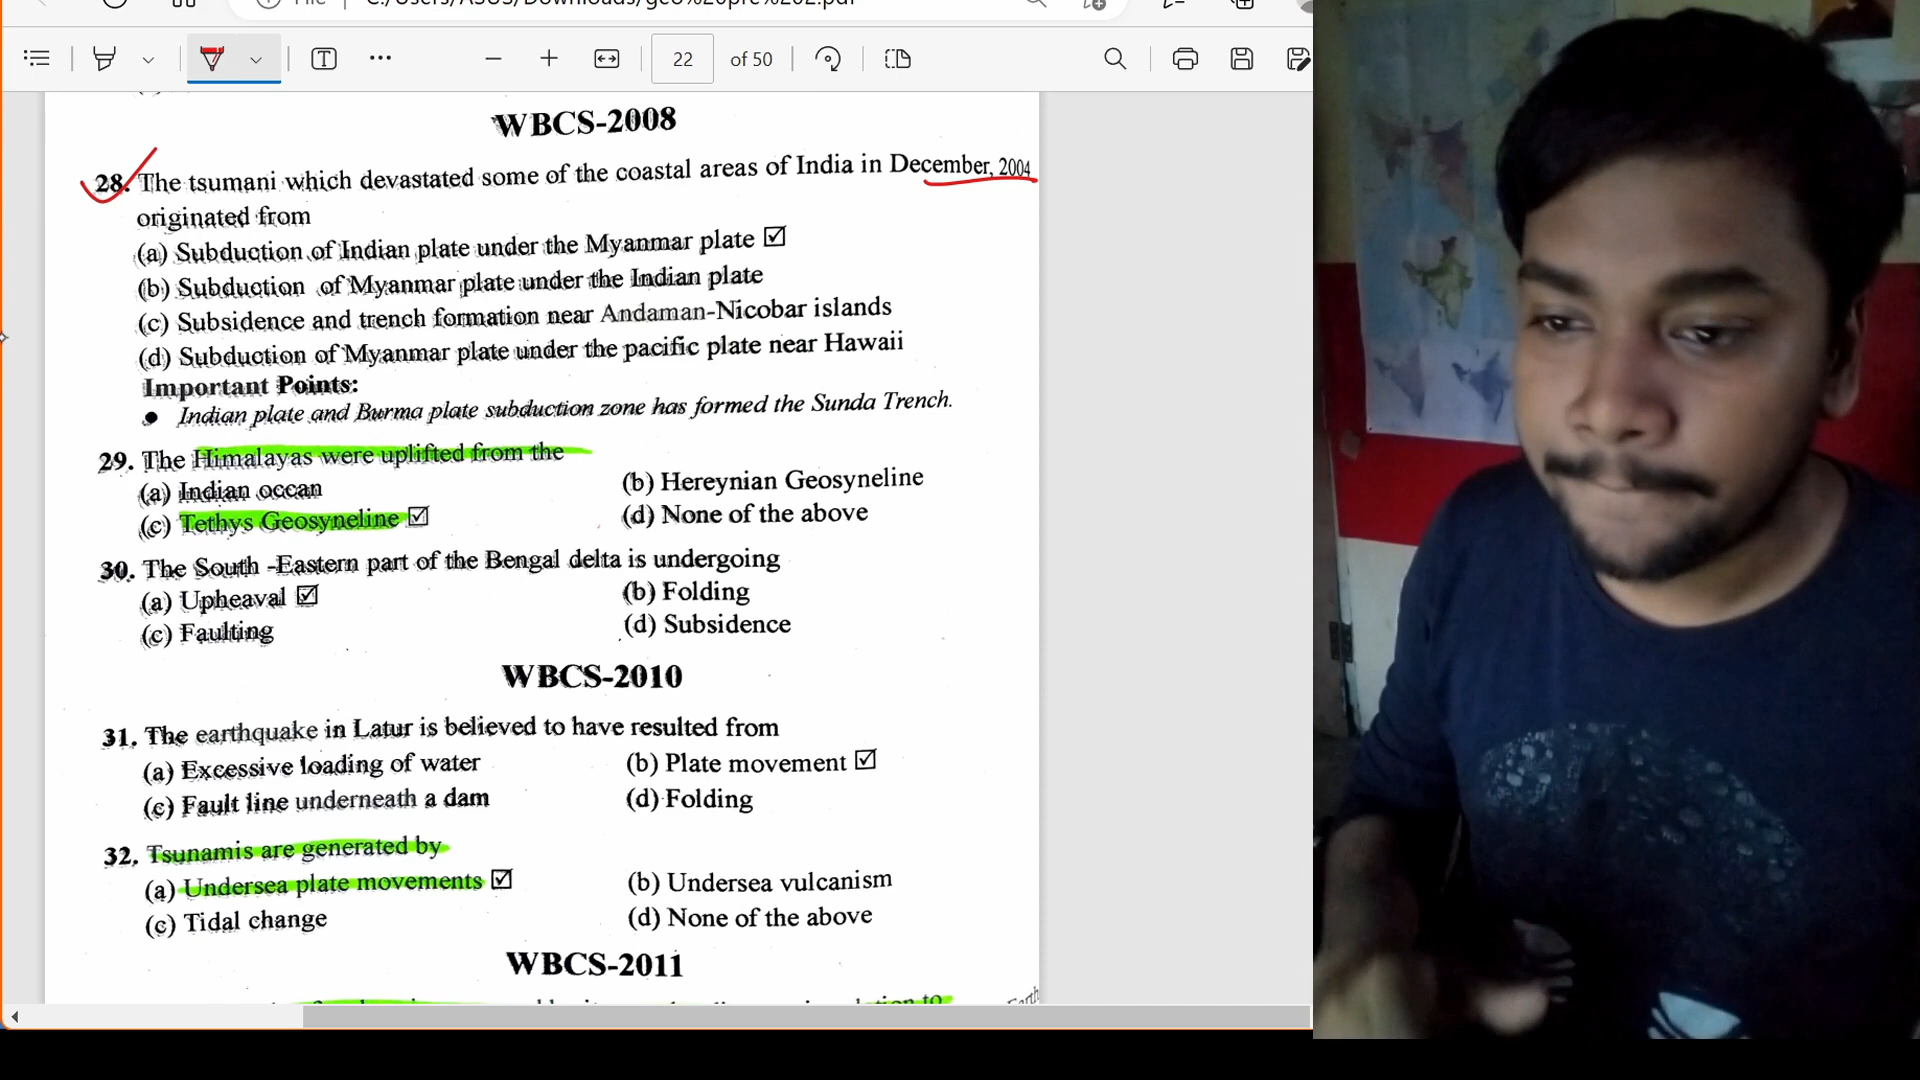 22 of 50
WBCS-2008
28. The tsumani which devastated some of the coastal areas of India in December, 2004
originated from
(a) Subduction of Indian plate under the Myanmar plate ☑
(b) Subduction of Myanmar plate under the Indian plate
(c) Subsidence and trench formation near Andaman-Nicobar islands
(d) Subduction of Myanmar plate under the pacific plate near Hawaii
Important Points:
• Indian plate and Burma plate subduction zone has formed the Sunda Trench.
29. The Himalayas were uplifted from the
(a) Indian occan (b) Hereynian Geosyneline
(c) Tethys Geosyneline ☑ (d) None of the above
30. The South -Eastern part of the Bengal delta is undergoing
(a) Upheaval ☑ (b) Folding
(c) Faulting (d) Subsidence
WBCS-2010
31. The earthquake in Latur is believed to have resulted from
(a) Excessive loading of water (b) Plate movement ☑
(c) Fault line underneath a dam (d) Folding
32. Tsunamis are generated by
(a) Undersea plate movements ☑ (b) Undersea vulcanism
(c) Tidal change (d) None of the above
WBCS-2011